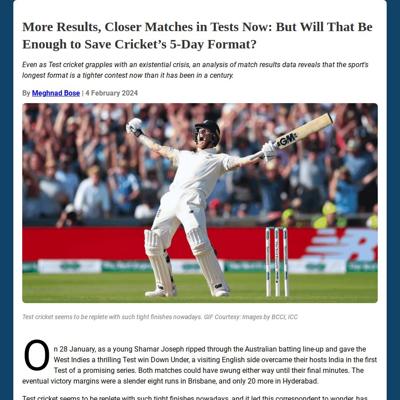 More Results, Closer Matches in Tests Now: But Will That Be
Enough to Save Cricket's 5-Day Format?
Even as Test cricket grapples with an existential crisis, an analysis of match results data reveals that the sport's
longest format is a tighter contest now than it has been in a century.
By Meghnad Bose | 4 February 2024
GM
Test cricket seems to be replete with such tight finishes nowadays. GIF Courtesy: Images by BCCI, ICC
On 28 January, as a young Shamar Joseph ripped through the Australian batting line-up and gave the
West Indies a thrilling Test win Down Under, a visiting English side overcame their hosts India in the first
Test of a promising series. Both matches could have swung either way until their final minutes. The
eventual victory margins were a slender eight runs in Brisbane, and only 20 more in Hyderabad.
Test cricket seems to be replete with such tight finishes nowadays, and it led this correspondent to wonder, has